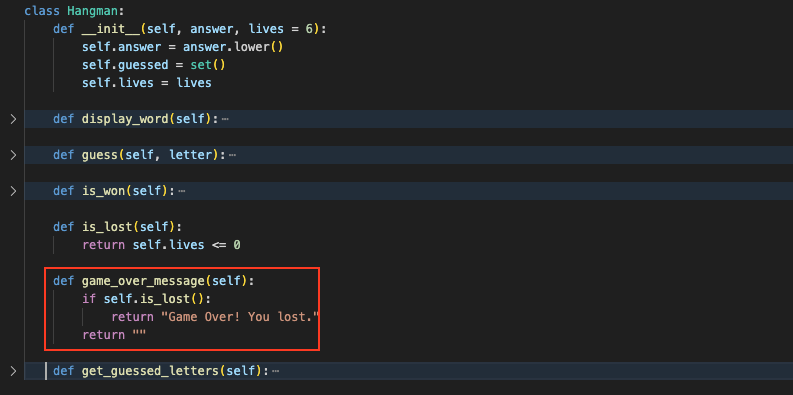 class Hangman:
    def __init__(self, answer, lives = 6):
        self.answer = answer.lower()
        self.guessed = set()
        self.lives = lives
    def display_word(self):⋯
    def guess(self, letter):⋯
    def is_won(self):⋯
    def is_lost(self):
        return self.lives <= 0
    def game_over_message(self):
        if self.is_lost():
            return "Game Over! You lost."
        return ""
    def get_guessed_letters(self):⋯